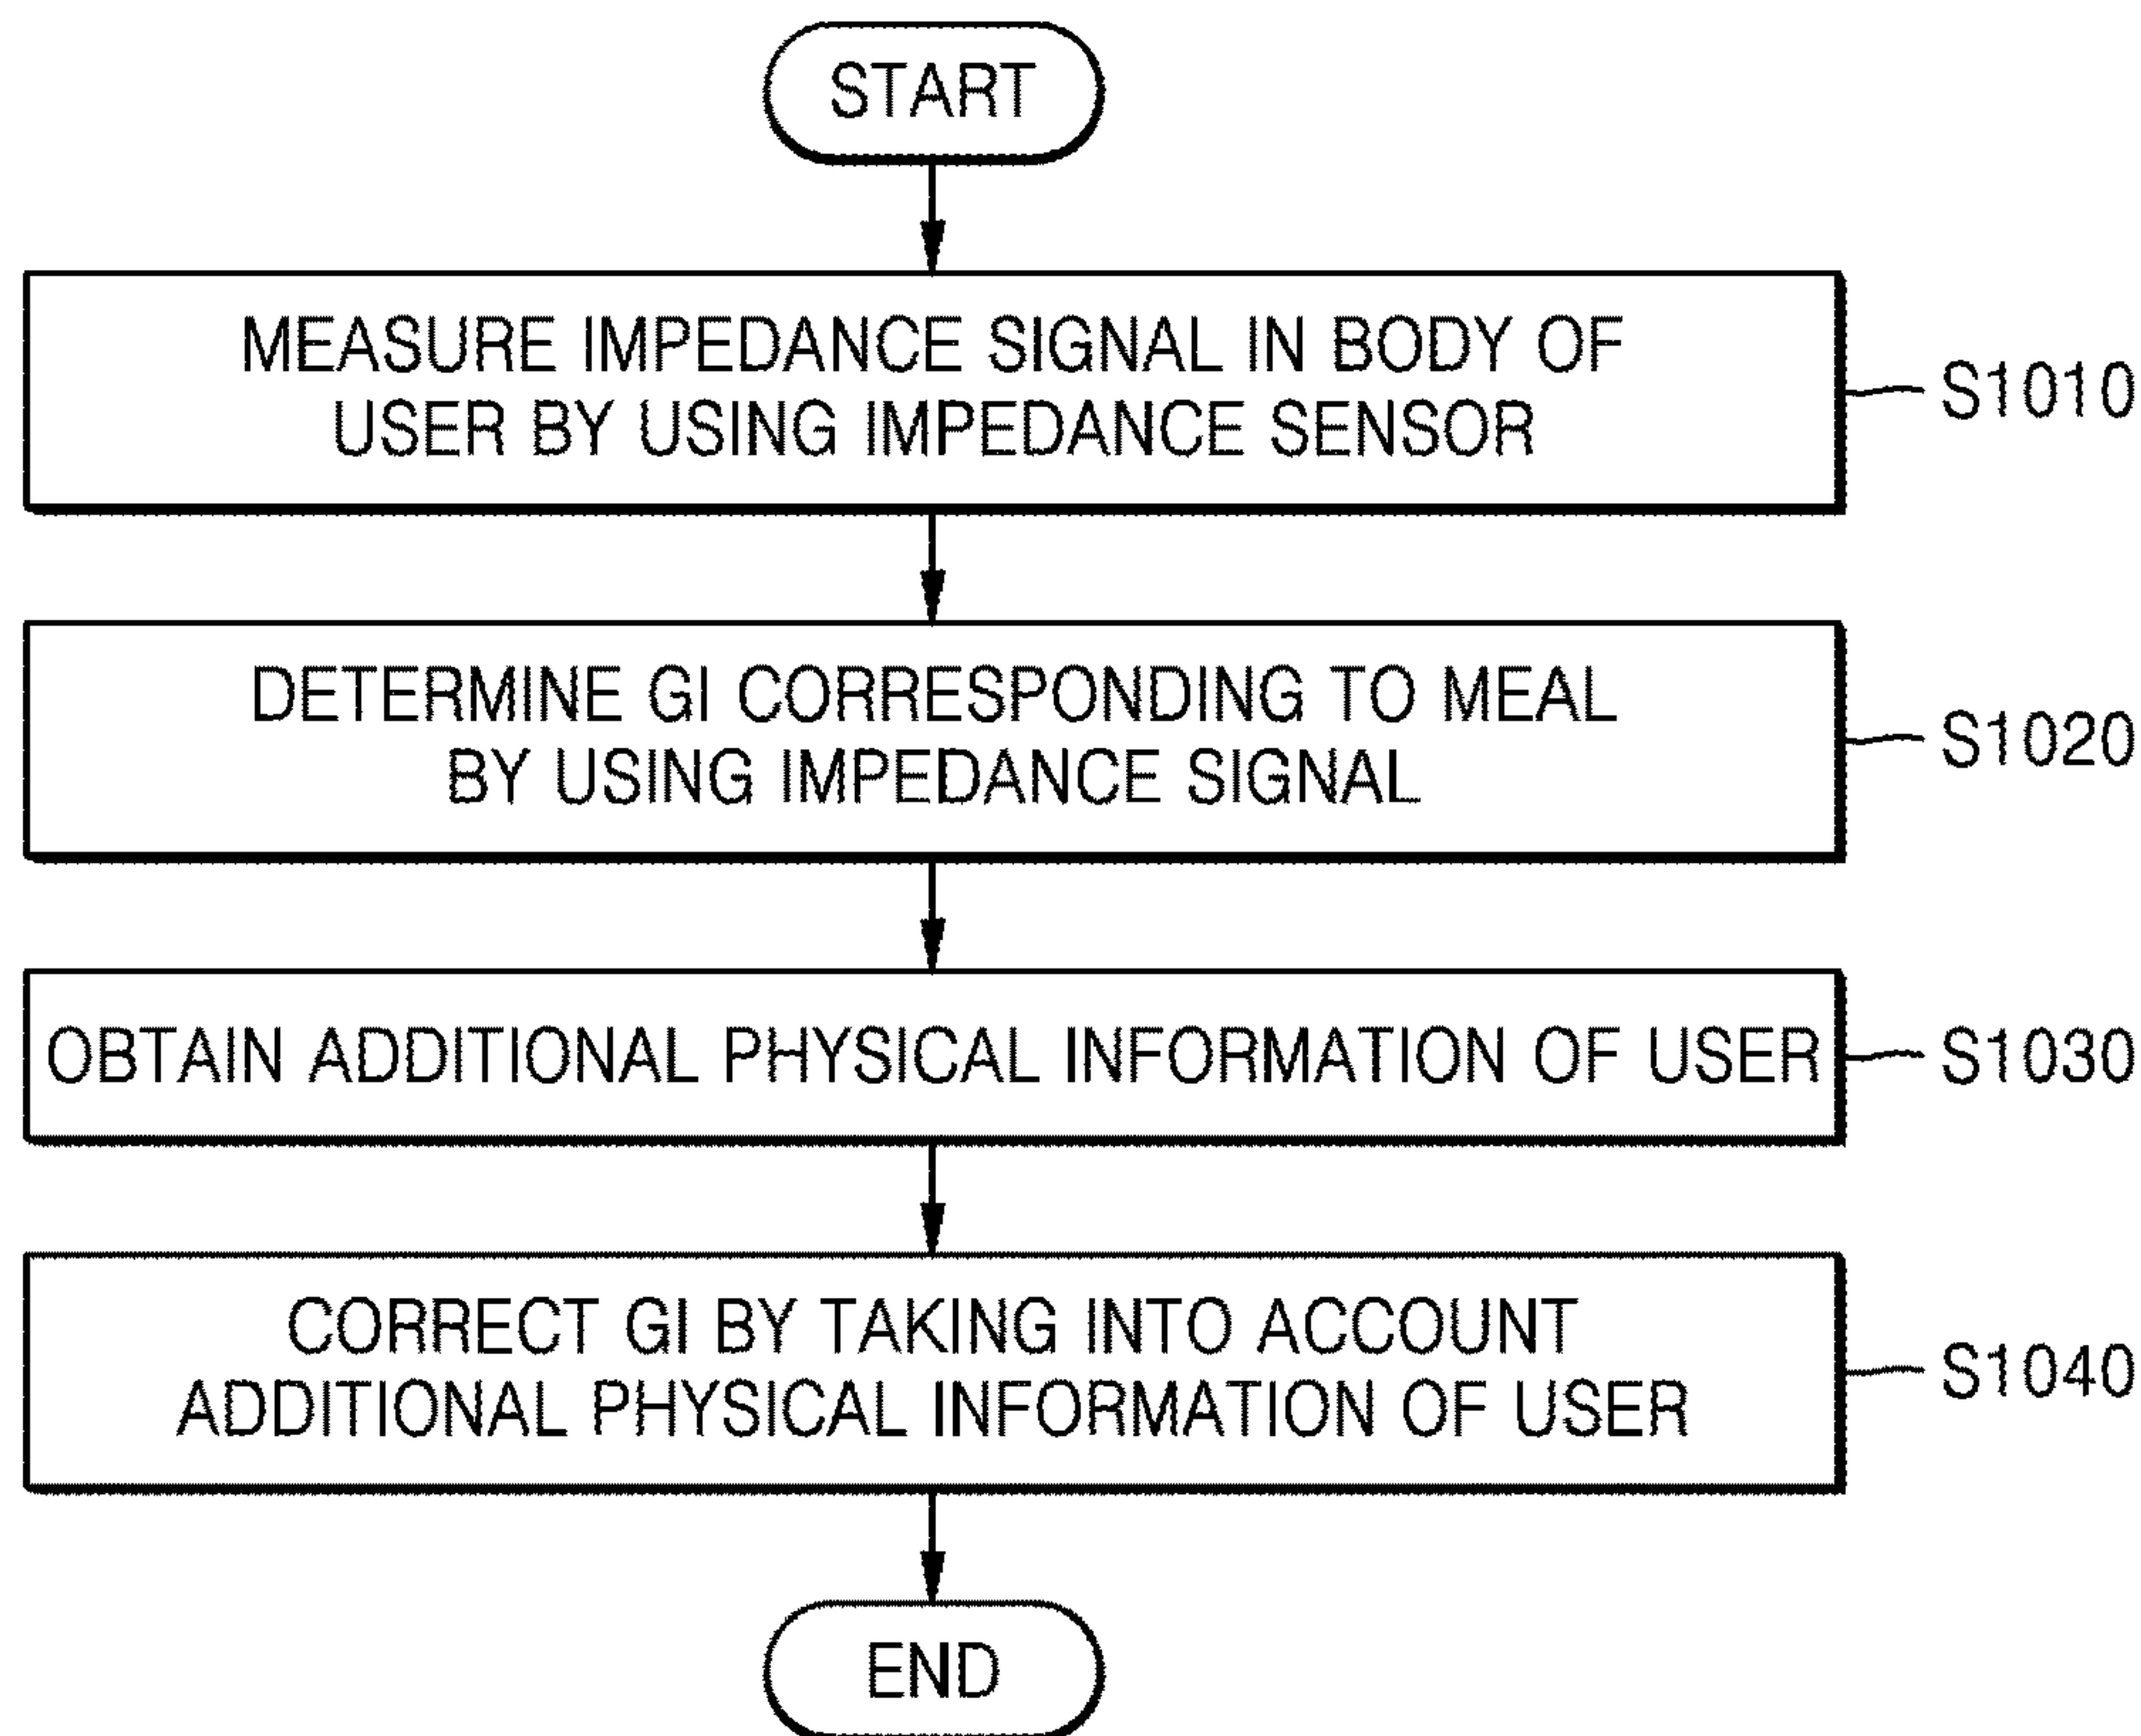 START
MEASURE IMPEDANCE SIGNAL IN BODY OF
USER BY USING IMPEDANCE SENSOR
S1010
DETERMINE GI CORRESPONDING TO MEAL
BY USING IMPEDANCE SIGNAL
S1020
OBTAIN ADDITIONAL PHYSICAL INFORMATION OF USER
S1030
CORRECT GI BY TAKING INTO ACCOUNT
ADDITIONAL PHYSICAL INFORMATION OF USER
S1040
END